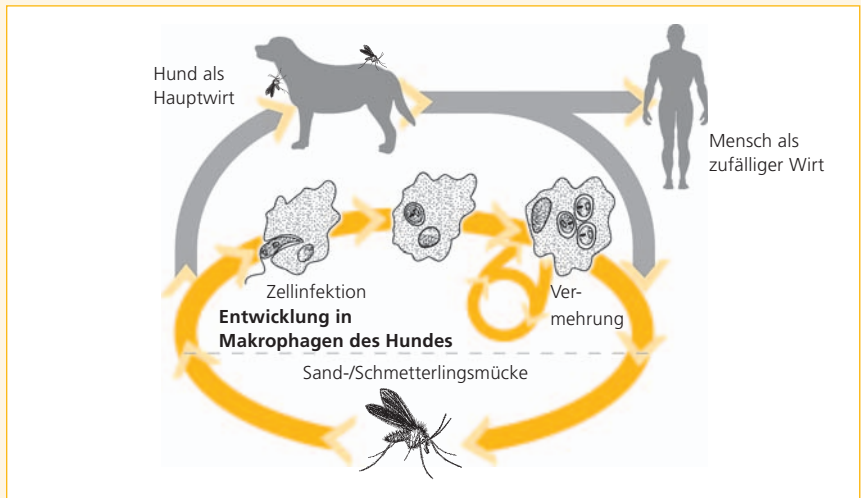 Hund als
Hauptwirt
Mensch als
zufälliger Wirt
Zellinfektion
Ver-
mehrung
Entwicklung in
Makrophagen des Hundes
Sand-/Schmetterlingsmücke